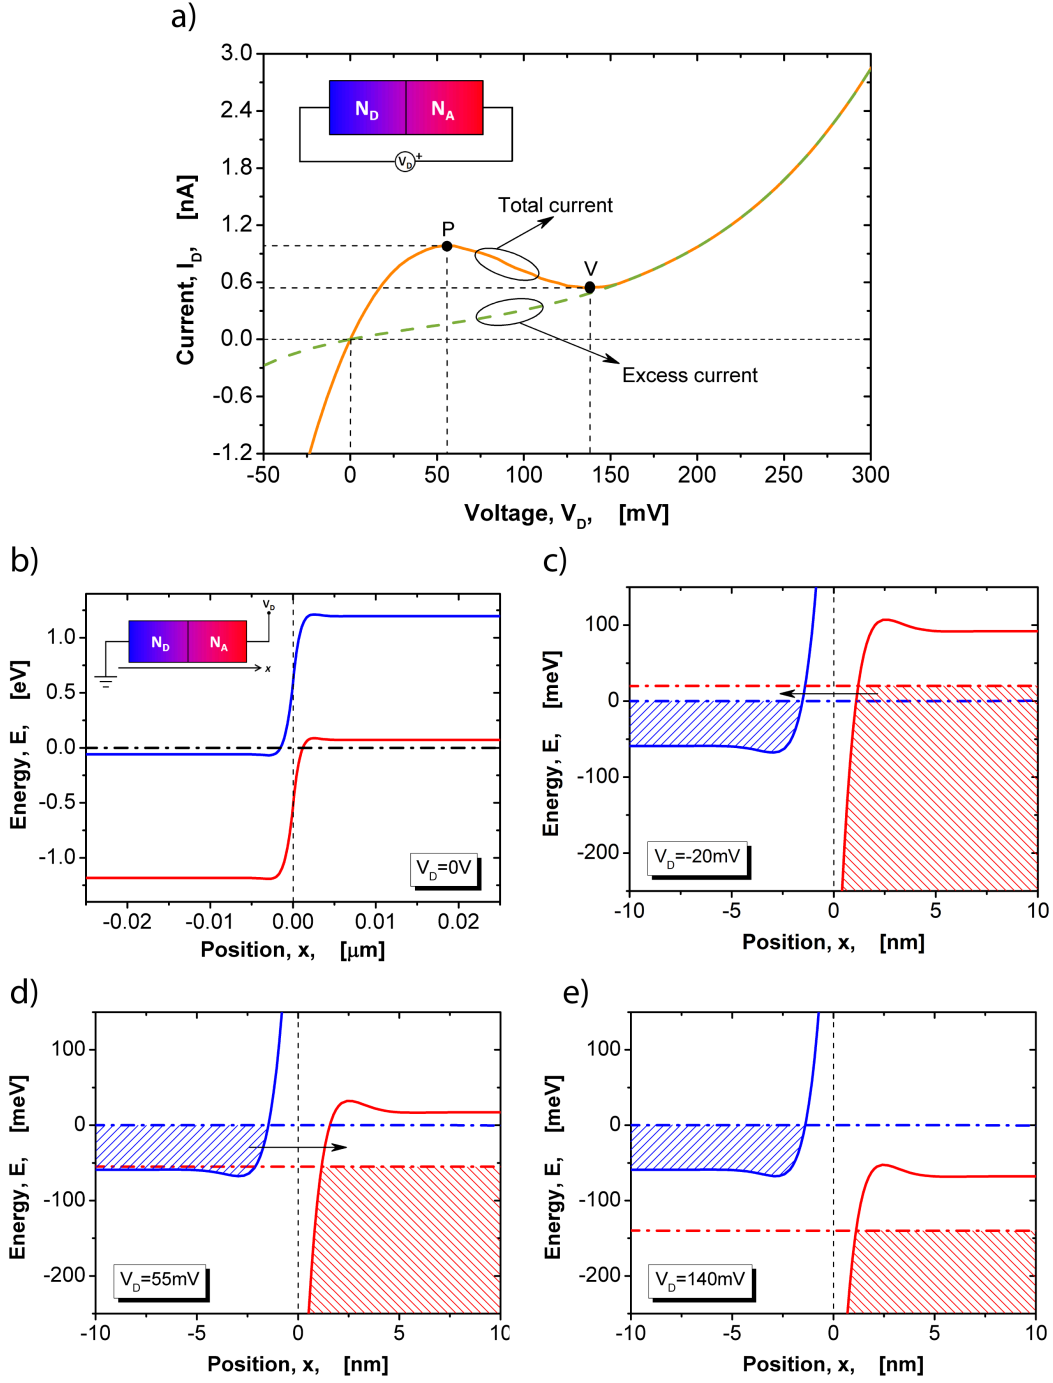 a)
3.0
2.4
1.8
1.2
0.6
0.0
-0.6
-1.2
Current, I_D, [nA]
N_D N_A
V_D +
Total current
P
V
Excess current
-50 0 50 100 150 200 250 300
Voltage, V_D, [mV]
b)
1.0
0.5
0.0
-0.5
-1.0
Energy, E, [eV]
V_D
N_D N_A
x
V_D=0V
-0.02 -0.01 0.00 0.01 0.02
Position, x, [μm]
c)
100
0
-100
-200
Energy, E, [meV]
V_D=-20mV
-10 -5 0 5 10
Position, x, [nm]
d)
100
0
-100
-200
Energy, E, [meV]
V_D=55mV
-10 -5 0 5 10
Position, x, [nm]
e)
100
0
-100
-200
Energy, E, [meV]
V_D=140mV
-10 -5 0 5 10
Position, x, [nm]